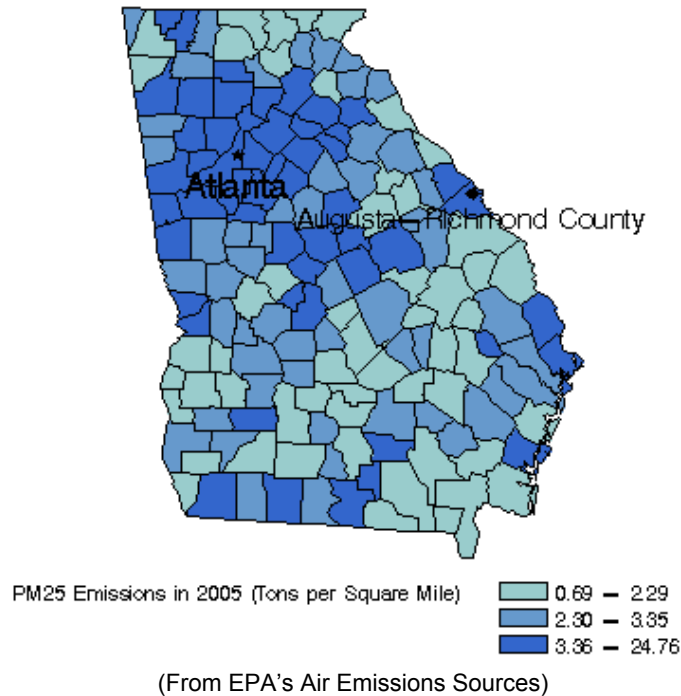 Atlanta
Augusta-Richmond County
PM25 Emissions in 2005 (Tons per Square Mile)
0.69 – 2.29
2.30 – 3.35
3.36 – 24.76
(From EPA's Air Emissions Sources)